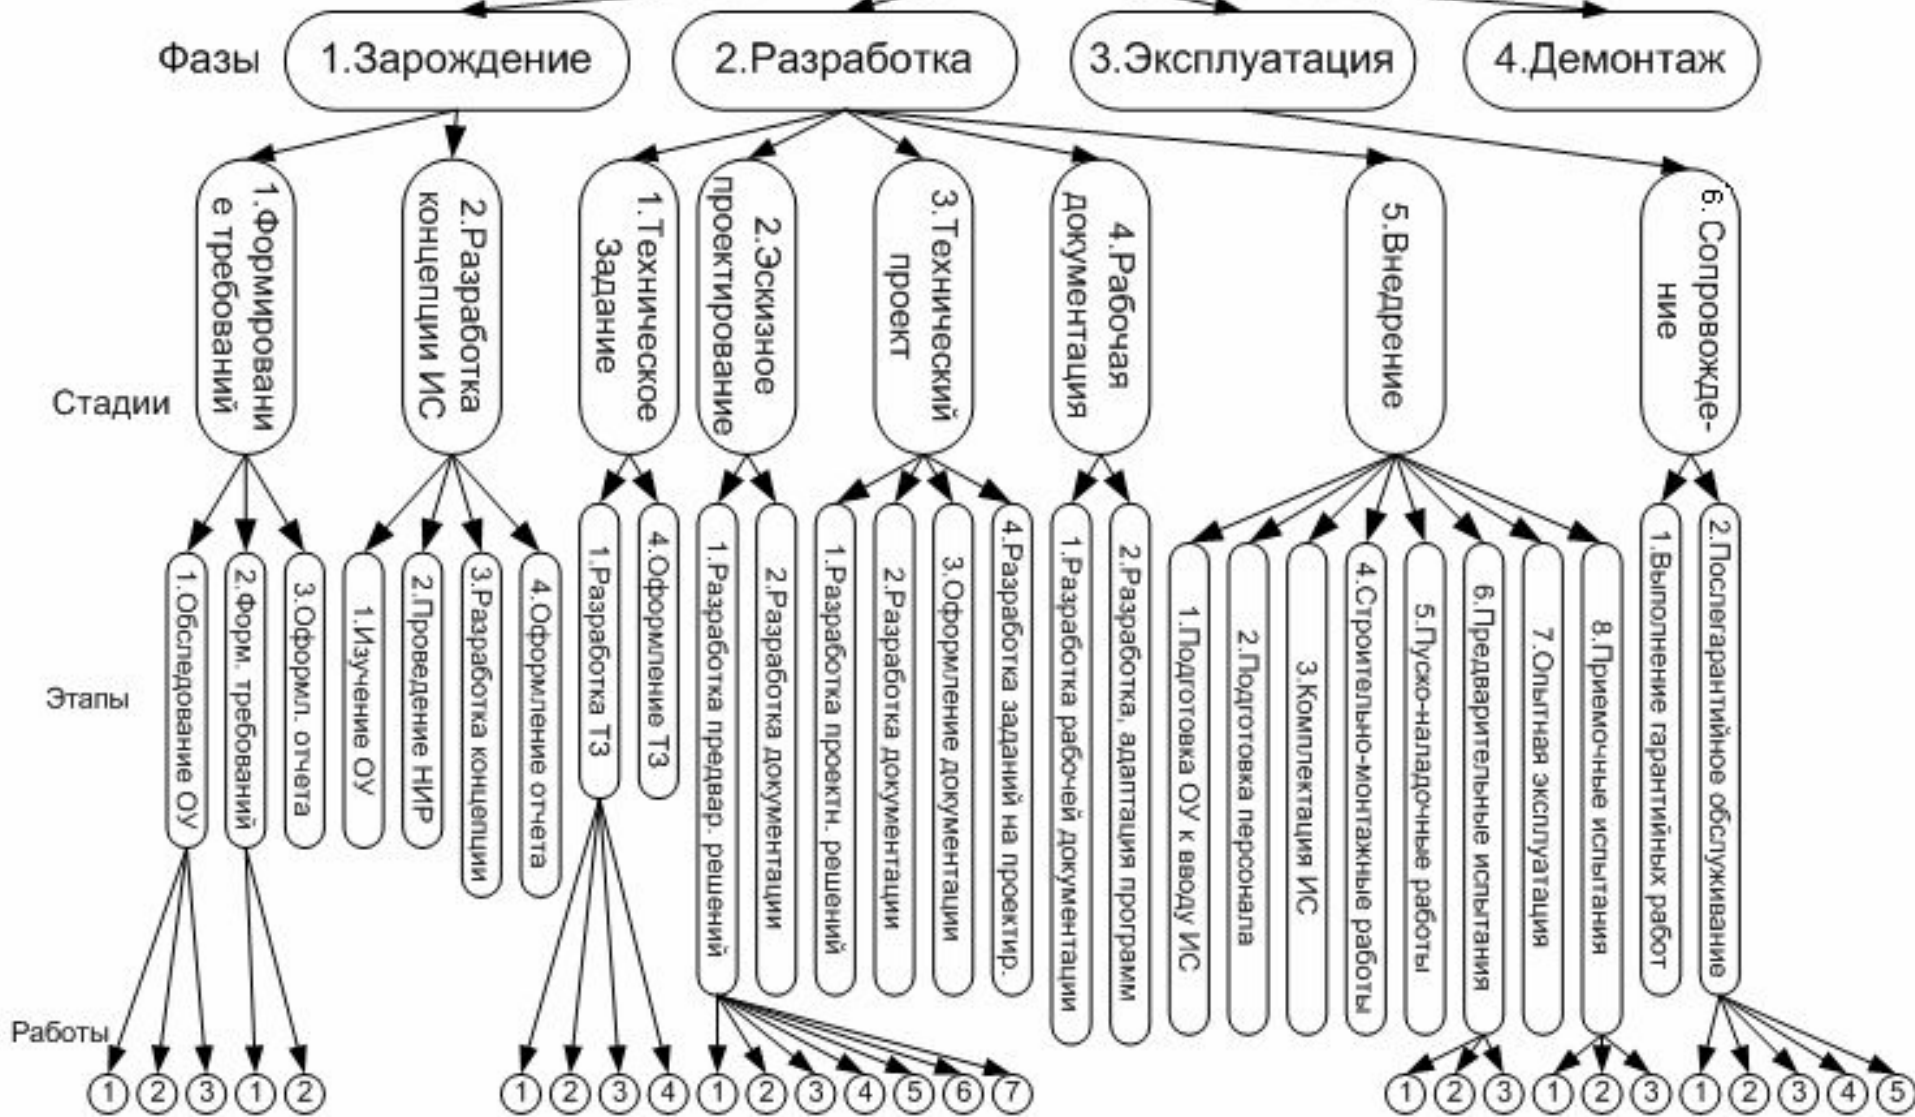 Фазы
1.Зарождение
2.Разработка
3.Эксплуатация
4.Демонтаж
Стадии
1.Формировани
е требований
2.Разработка
концепции ИС
1.Техническое
Задание
2.Эскизное
проектирование
3.Технический
проект
4.Рабочая
документация
5.Внедрение
6.Сопровожде-
ние
Этапы
1.Обследование ОУ
2.Форм. требований
3.Оформл. отчета
1.Изучение ОУ
2.Проведение НИР
3.Разработка концепции
4.Оформление отчета
1.Разработка ТЗ
4.Оформление ТЗ
1.Разработка предвар. решений
2.Разработка документации
1.Разработка проектн. решений
2.Разработка документации
3.Оформление документации
4.Разработка заданий на проектир.
1.Разработка рабочей документации
2.Разработка, адаптация программ
1.Подготовка ОУ к вводу ИС
2.Подготовка персонала
3.Комплектация ИС
4.Строительно-монтажные работы
5.Пуско-наладочные работы
6.Предварительные испытания
7.Опытная эксплуатация
8.Приемочные испытания
1.Выполнение гарантийных работ
2.Послегарантийное обслуживание
Работы
1 2 3 1 2
1 2 3 4
1 2 3 4 5 6 7
1 2 3
1 2 3
1 2 3 4 5